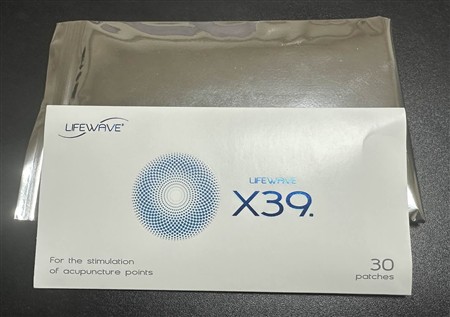 LIFEWAVE®
LIFEWAVE
X39.
For the stimulation
of acupuncture points
30
patches